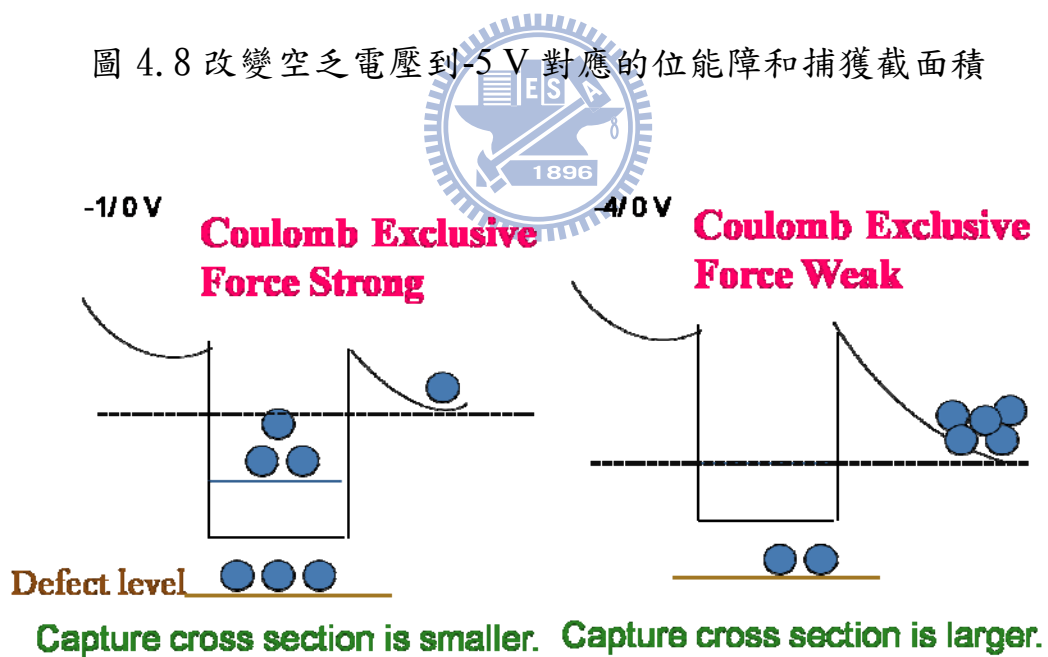 圖 4.8 改變空乏電壓到-5 V 對應的位能障和捕獲截面積
E S A
8
1896
-1/0 V
Coulomb Exclusive
Force Strong
-4/0 V
Coulomb Exclusive
Force Weak
Defect level
Capture cross section is smaller.
Capture cross section is larger.